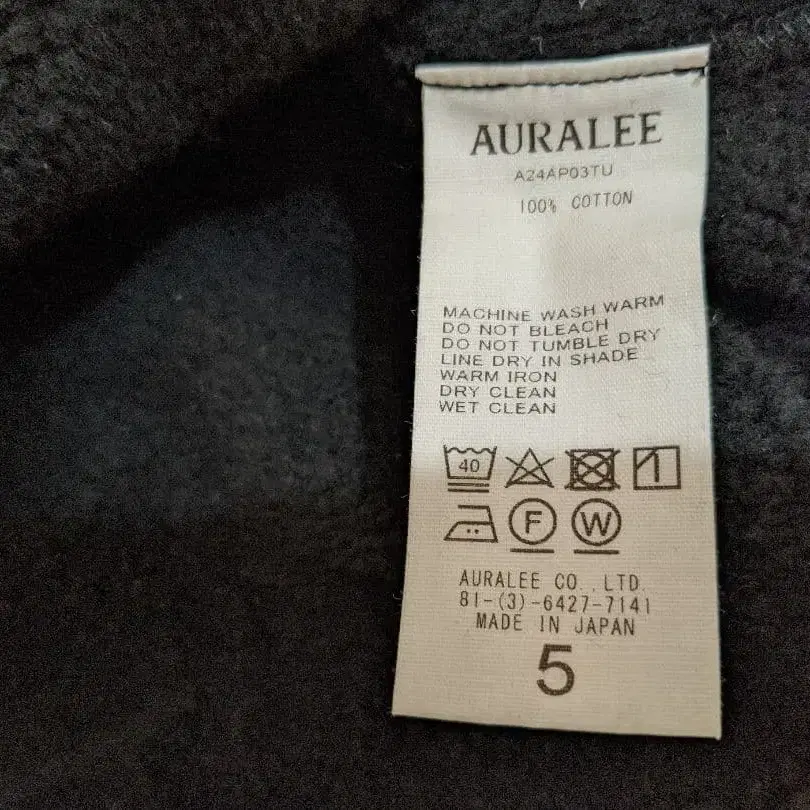 AURALEE
A24AP03TU
100% COTTON
MACHINE WASH WARM
DO NOT BLEACH
DO NOT TUMBLE DRY
LINE DRY IN SHADE
WARM IRON
DRY CLEAN
WET CLEAN
40
F W
AURALEE CO.,LTD.
81-(3)-6427-7141
MADE IN JAPAN
5